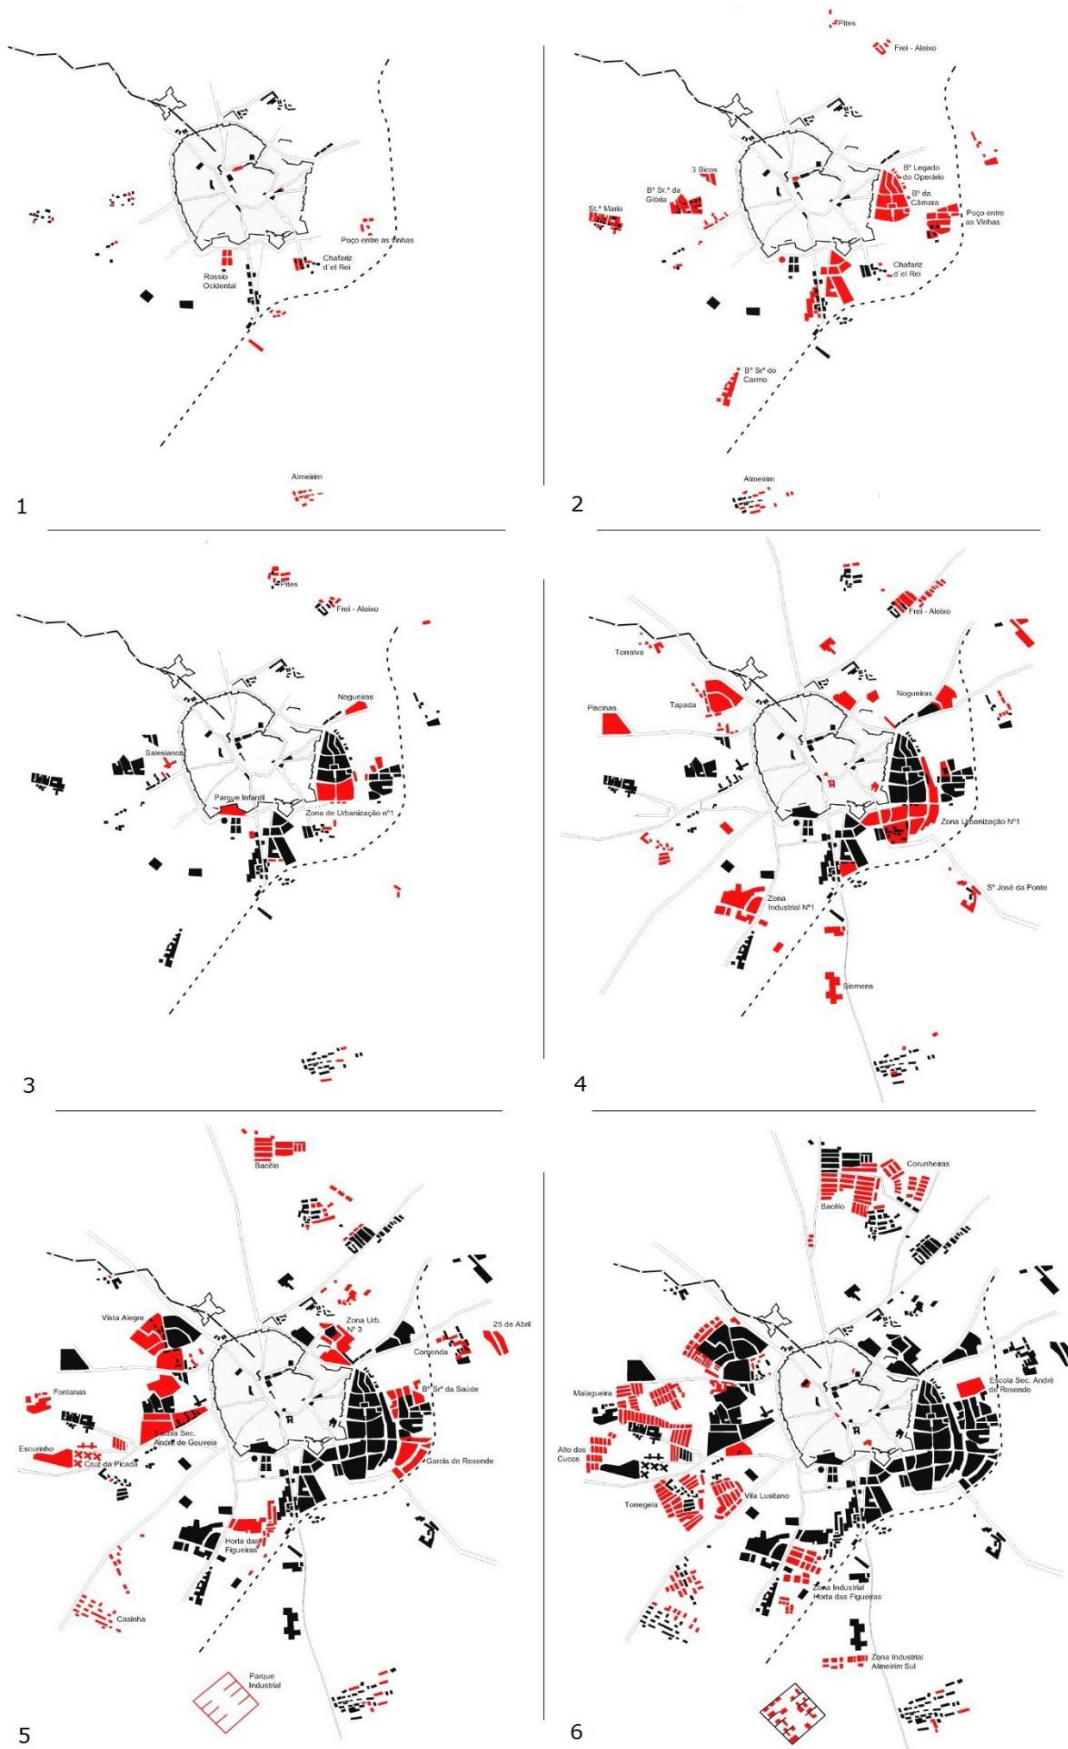 Poço entre as vinhas
Chafariz
d´el Rei
Rossio
Ocidental
Almeirim
1
Pites
Frei - Aleixo
3 Bicos
Bº Legado
do Operário
Bº Srª da
Glória
Bº da
Câmara
St.ª Maria
Poço entre
as Vinhas
Chafariz
d´el Rei
Bº Srª do
Carmo
Almeirim
2
Pites
Frei - Aleixo
Nogueiras
Salesianos
Parque Infantil
Zona de Urbanização nº1
3
Frei - Aleixo
Torralva
Nogueiras
Tapada
Piscinas
Zona Urbanização Nº1
Sº José da Ponte
Zona
Industrial Nº1
Siemens
4
Bacêlo
Vista Alegre
Zona Urb.
Nº 3
25 de Abril
Comenda
Fontanas
Bº Srª da Saúde
Escola Sec.
André de Gouveia
Escurinho
Cruz da Picada
Garcia de Resende
Horta das
Figueiras
Casinha
Parque
Industrial
5
Corunheiras
Bacêlo
Escola Sec. André
de Resende
Malagueira
Alto dos
Cucos
Torregela
Vila Lusitano
Zona Industrial
Horta das Figueiras
Zona Industrial
Almeirim Sul
6